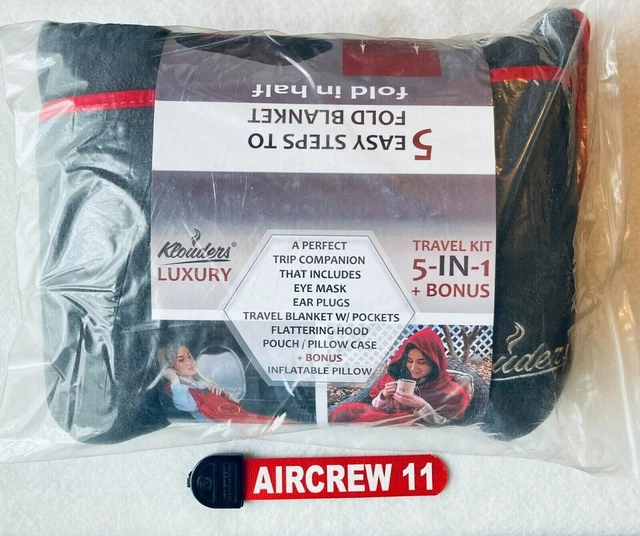 fold in half
5 EASY STEPS TO
FOLD BLANKET
Klouders®
LUXURY
A PERFECT
TRIP COMPANION
THAT INCLUDES
EYE MASK
EAR PLUGS
TRAVEL BLANKET W/ POCKETS
FLATTERING HOOD
POUCH / PILLOW CASE
+ BONUS
INFLATABLE PILLOW
TRAVEL KIT
5-IN-1
+ BONUS
AIRCREW 11